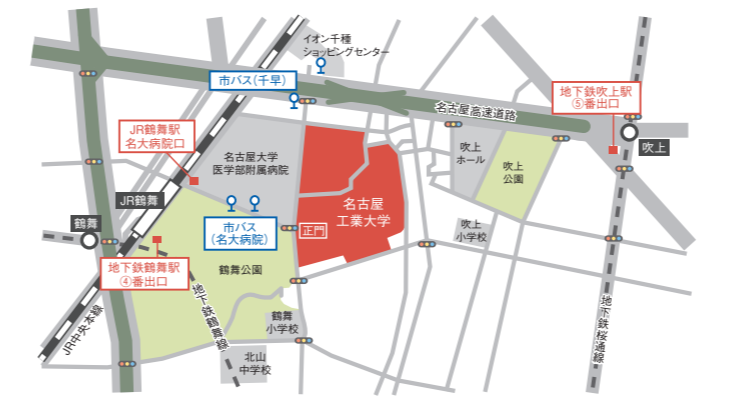 イオン千種
ショッピングセンター
市バス(千早)
名古屋高速道路
地下鉄吹上駅
⑤番出口
吹上
JR鶴舞駅
名大病院口
名古屋大学
医学部附属病院
吹上
ホール
吹上
公園
JR鶴舞
名古屋
工業大学
鶴舞
市バス
(名大病院)
正門
吹上
小学校
地下鉄鶴舞駅
④番出口
鶴舞公園
地下鉄鶴舞線
JR中央本線
鶴舞
小学校
地下鉄桜通線
北山
中学校